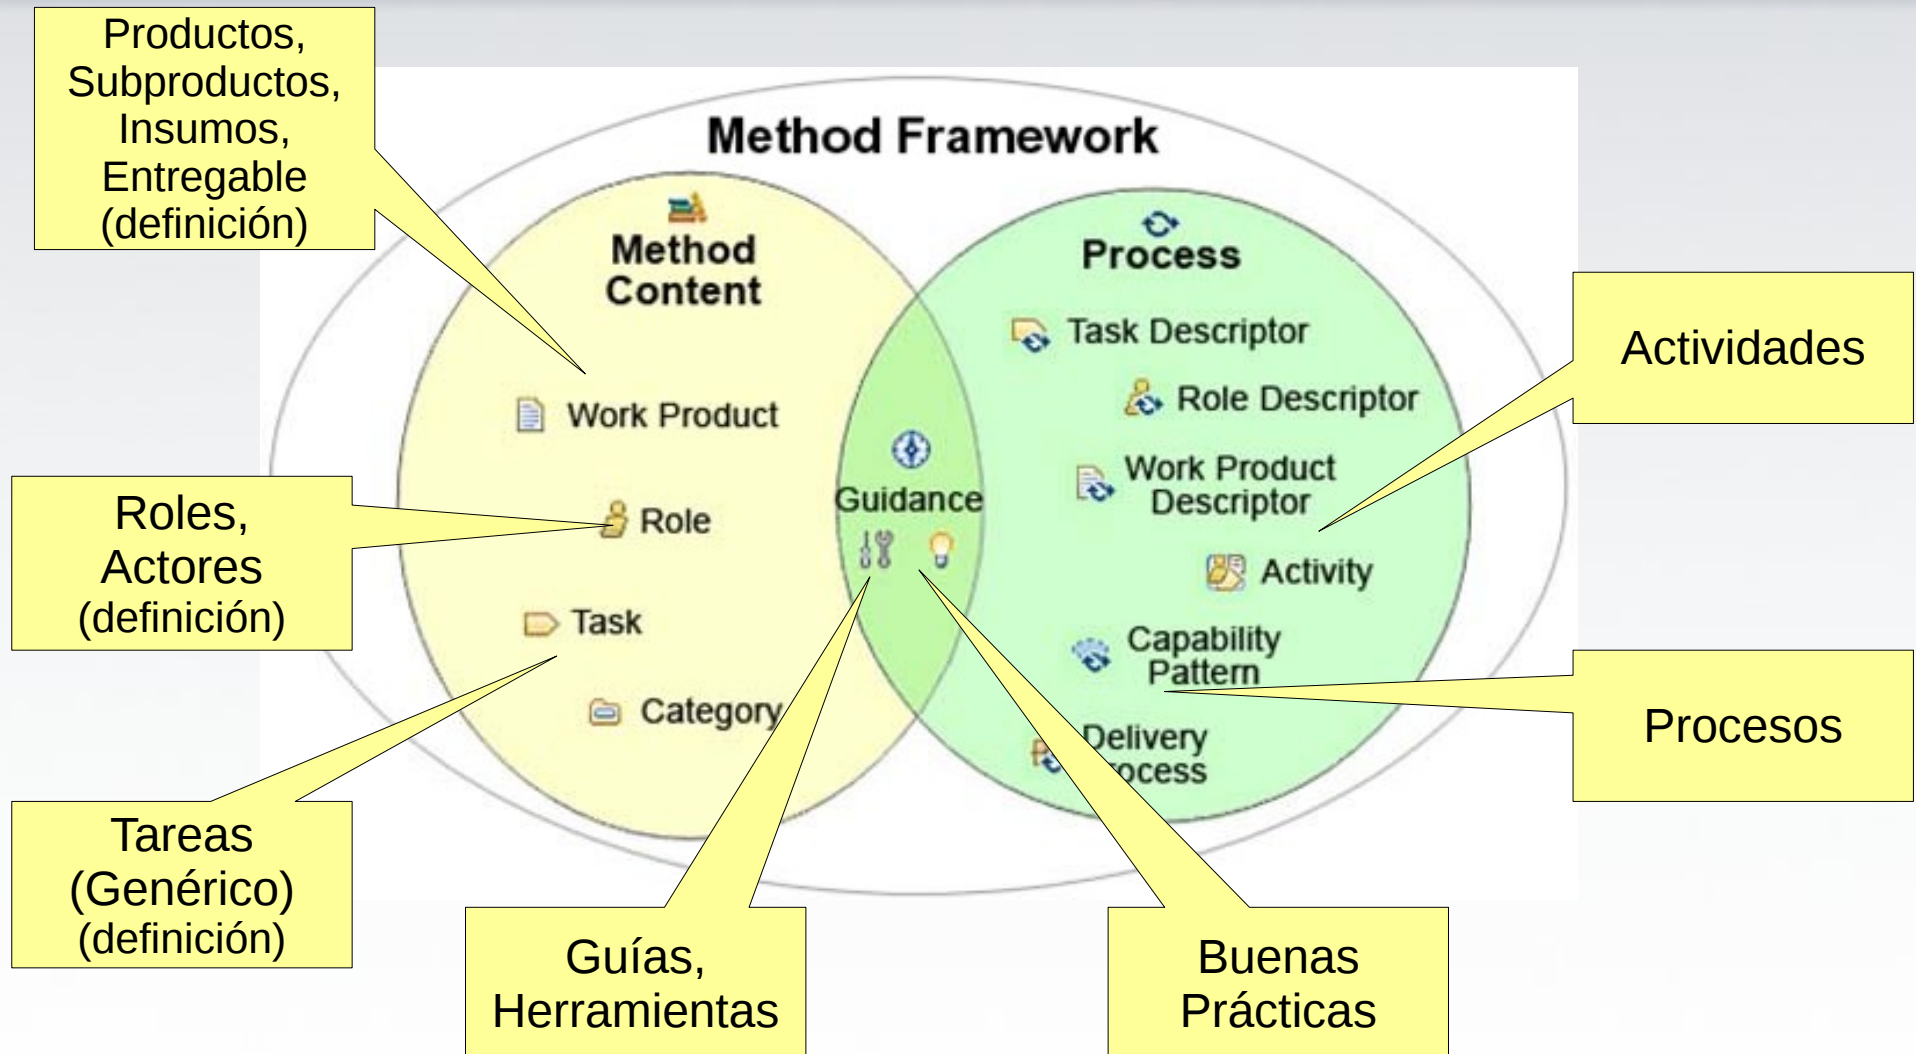 Productos,
Subproductos,
Insumos,
Entregable
(definición)
Method Framework
Method
Content
Process
Task Descriptor
Actividades
Role Descriptor
Work Product
Work Product
Descriptor
Guidance
Roles,
Actores
(definición)
Role
Activity
Task
Capability
Pattern
Category
Procesos
Delivery
Tareas
(Genérico)
(definición)
Guías,
Herramientas
Buenas
Prácticas